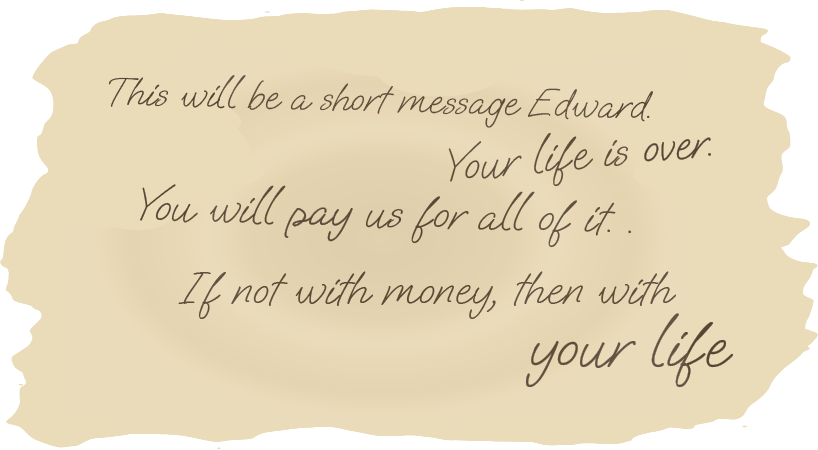 This will be a short message Edward.
Your life is over.
You will pay us for all of it. .
If not with money, then with
your life